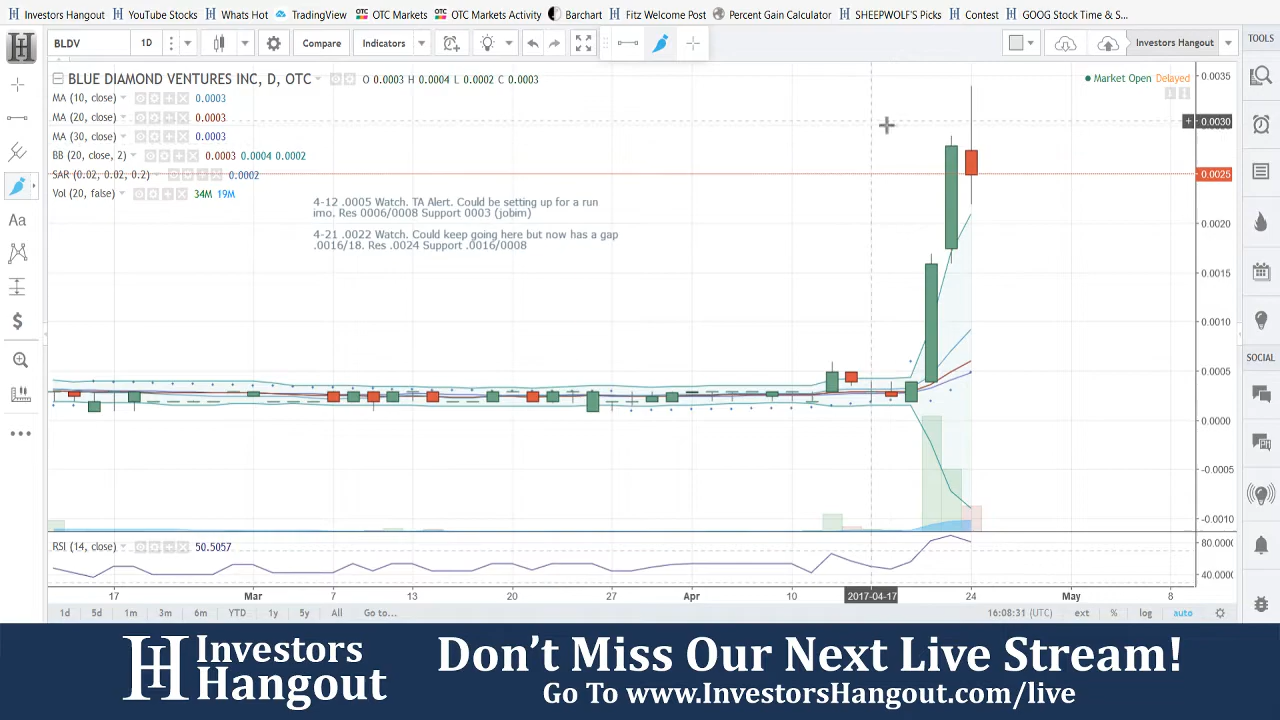 Investors Hangout YouTube Stocks Whats Hot TradingView OTC Markets OTC Markets Activity Barchart Fitz Welcome Post Percent Gain Calculator SHEEPWOLF'S Picks Contest GOOG Stock Time & S...
BLDV 1D Compare Indicators Investors Hangout TOOLS
BLUE DIAMOND VENTURES INC, D, OTC O 0.0003 H 0.0004 L 0.0002 C 0.0003 Market Open Delayed
MA (10, close) 0.0003
MA (20, close) 0.0003
MA (30, close) 0.0003
BB (20, close, 2) 0.0003 0.0004 0.0002
SAR (0.02, 0.02, 0.2) 0.0002
Vol (20, false) 34M 19M
4-12 .0005 Watch. TA Alert. Could be setting up for a run
imo. Res 0006/0008 Support 0003 (jobim)
4-21 .0022 Watch. Could keep going here but now has a gap
.0016/18. Res .0024 Support .0016/0008
0.0035
0.0030
0.0025
0.0020
0.0015
0.0010
0.0005
0.0000
-0.0005
-0.0010
SOCIAL
RSI (14, close) 50.5057
80.0000
40.0000
17 Mar 7 13 20 27 Apr 10 2017-04-17 24 May 8
1d 5d 1m 3m 6m YTD 1y 5y All Go to... 16:08:31 (UTC) ext % log auto
Investors
Hangout
Don't Miss Our Next Live Stream!
Go To www.InvestorsHangout.com/live